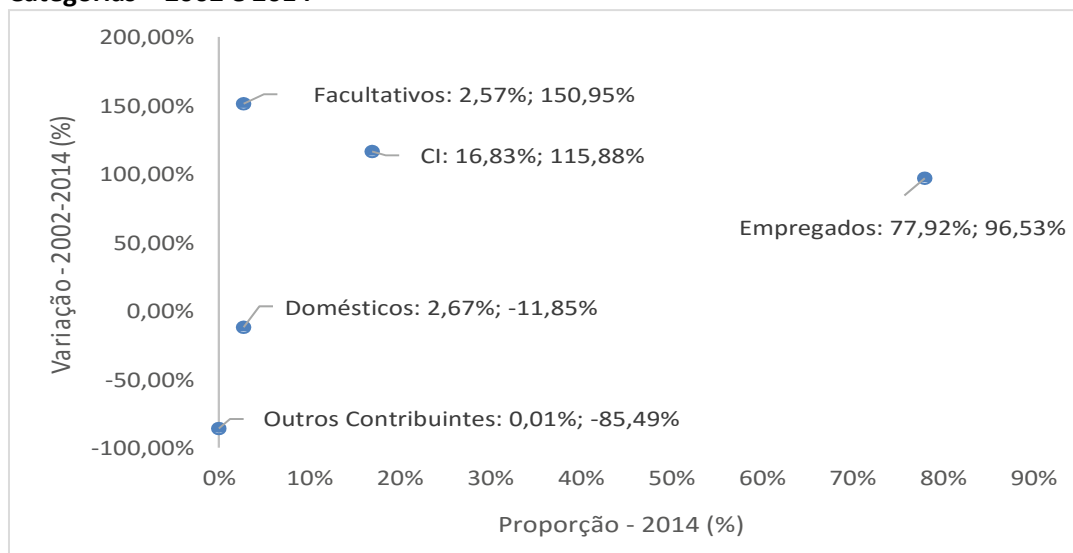 200,00%
150,00%
100,00%
50,00%
0,00%
-50,00%
-100,00%
Variação - 2002-2014 (%)
Facultativos: 2,57%; 150,95%
CI: 16,83%; 115,88%
Empregados: 77,92%; 96,53%
Domésticos: 2,67%; -11,85%
Outros Contribuintes: 0,01%; -85,49%
0% 10% 20% 30% 40% 50% 60% 70% 80% 90%
Proporção - 2014 (%)